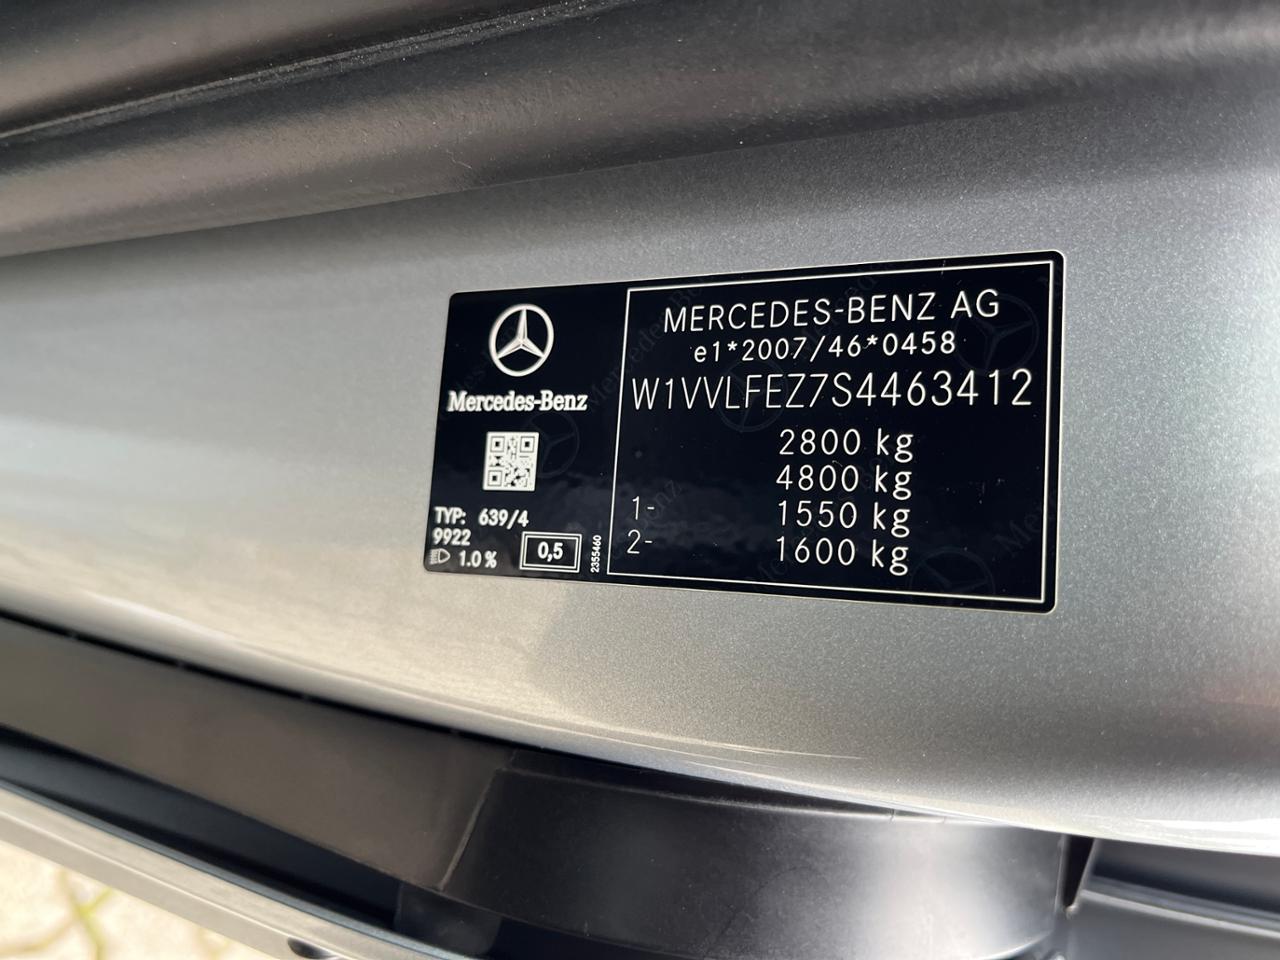 Mercedes-Benz
TYP: 639/4
9922
1.0 %
0,5
2355460
MERCEDES-BENZ AG
e1*2007/46*0458
W1VVLFEZ7S4463412
2800 kg
4800 kg
1- 1550 kg
2- 1600 kg